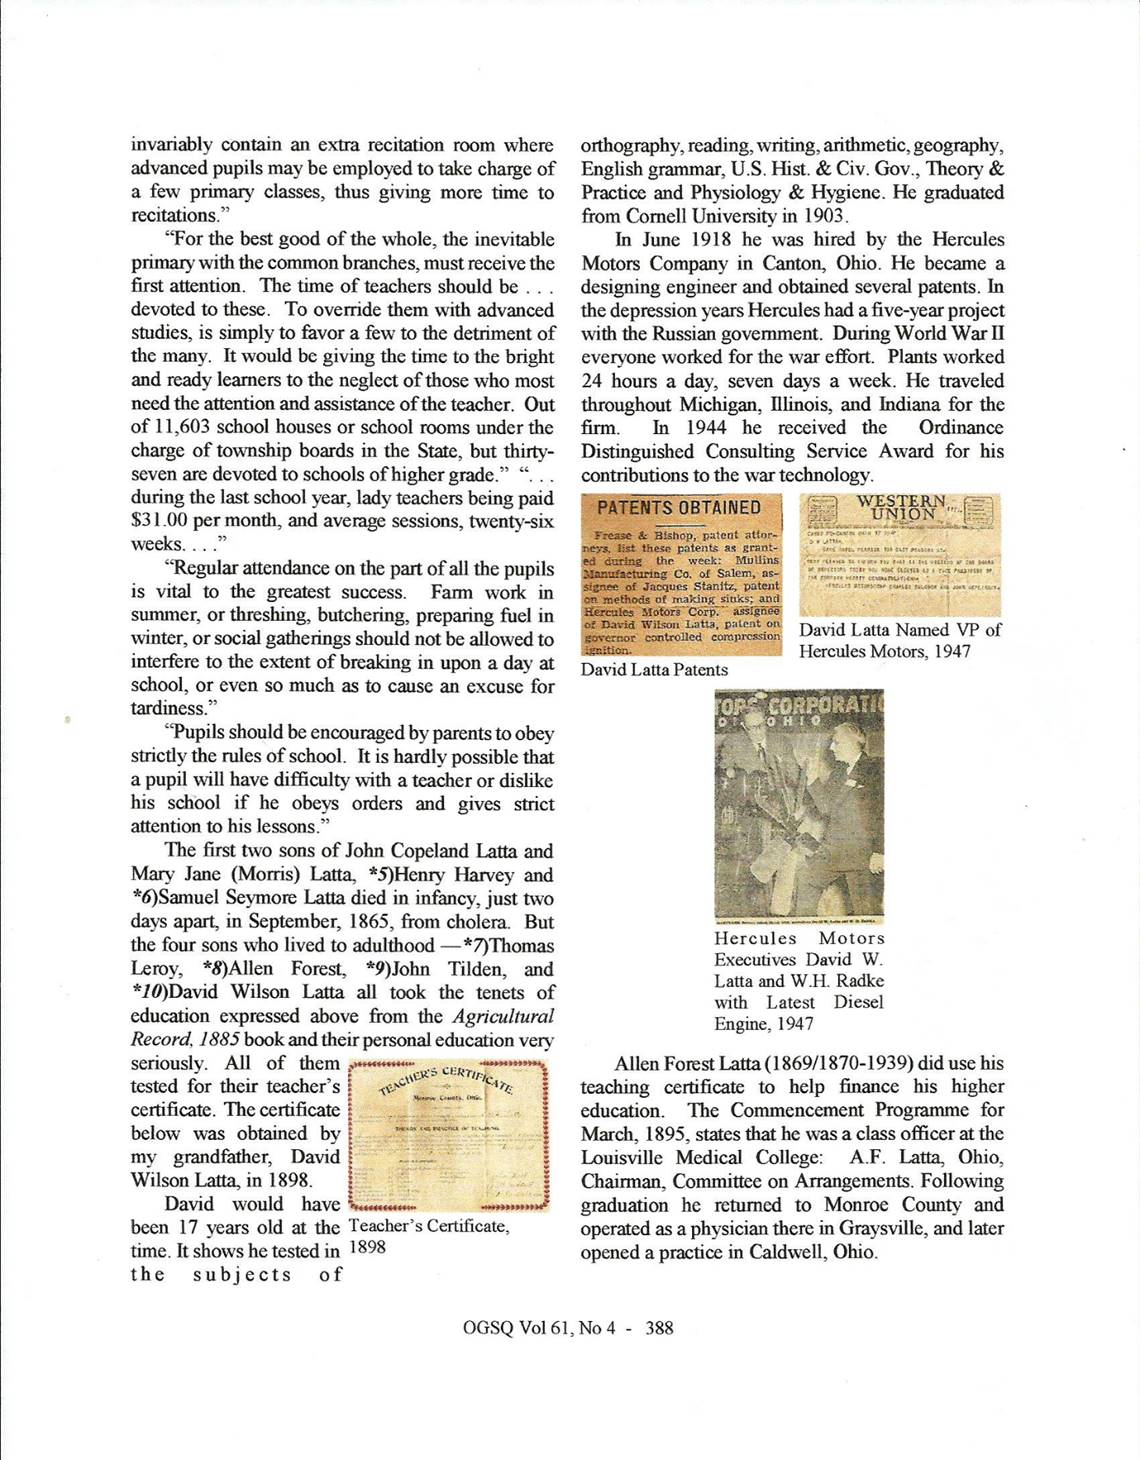 invariably contain an extra recitation room where
advanced pupils may be employed to take charge of
a few primary classes, thus giving more time to
recitations.”
“For the best good of the whole, the inevitable
primary with the common branches, must receive the
first attention. The time of teachers should be . . .
devoted to these. To override them with advanced
studies, is simply to favor a few to the detriment of
the many. It would be giving the time to the bright
and ready learners to the neglect of those who most
need the attention and assistance of the teacher. Out
of 11,603 school houses or school rooms under the
charge of township boards in the State, but thirty-
seven are devoted to schools of higher grade.” “. . .
during the last school year, lady teachers being paid
$31.00 per month, and average sessions, twenty-six
weeks. . . .”
“Regular attendance on the part of all the pupils
is vital to the greatest success. Farm work in
summer, or threshing, butchering, preparing fuel in
winter, or social gatherings should not be allowed to
interfere to the extent of breaking in upon a day at
school, or even so much as to cause an excuse for
tardiness.”
“Pupils should be encouraged by parents to obey
strictly the rules of school. It is hardly possible that
a pupil will have difficulty with a teacher or dislike
his school if he obeys orders and gives strict
attention to his lessons.”
The first two sons of John Copeland Latta and
Mary Jane (Morris) Latta, *5)Henry Harvey and
*6)Samuel Seymore Latta died in infancy, just two
days apart, in September, 1865, from cholera. But
the four sons who lived to adulthood —*7)Thomas
Leroy, *8)Allen Forest, *9)John Tilden, and
*10)David Wilson Latta all took the tenets of
education expressed above from the Agricultural
Record, 1885 book and their personal education very
seriously. All of them
tested for their teacher’s
certificate. The certificate
below was obtained by
my grandfather, David
Wilson Latta, in 1898.
David would have
been 17 years old at the
time. It shows he tested in
the subjects of
TEACHER'S CERTIFICATE.
Monroe County, Ohio.
THEORY AND PRACTICE OF TEACHING
Teacher’s Certificate,
1898
orthography, reading, writing, arithmetic, geography,
English grammar, U.S. Hist. & Civ. Gov., Theory &
Practice and Physiology & Hygiene. He graduated
from Cornell University in 1903.
In June 1918 he was hired by the Hercules
Motors Company in Canton, Ohio. He became a
designing engineer and obtained several patents. In
the depression years Hercules had a five-year project
with the Russian government. During World War II
everyone worked for the war effort. Plants worked
24 hours a day, seven days a week. He traveled
throughout Michigan, Illinois, and Indiana for the
firm. In 1944 he received the Ordinance
Distinguished Consulting Service Award for his
contributions to the war technology.
PATENTS OBTAINED
Frease & Bishop, patent attor-
neys, list these patents as grant-
ed during the week: Mullins
Manufacturing Co. of Salem, as-
signee of Jacques Stanitz, patent
on methods of making sinks; and
Hercules Motors Corp. assignee
of David Wilson Latta, patent on
governor controlled compression
ignition.
David Latta Patents
WESTERN
UNION
David Latta Named VP of
Hercules Motors, 1947
TORS CORPORATI
OHIO
Hercules Motors
Executives David W.
Latta and W.H. Radke
with Latest Diesel
Engine, 1947
Allen Forest Latta (1869/1870-1939) did use his
teaching certificate to help finance his higher
education. The Commencement Programme for
March, 1895, states that he was a class officer at the
Louisville Medical College: A.F. Latta, Ohio,
Chairman, Committee on Arrangements. Following
graduation he returned to Monroe County and
operated as a physician there in Graysville, and later
opened a practice in Caldwell, Ohio.
OGSQ Vol 61, No 4 - 388